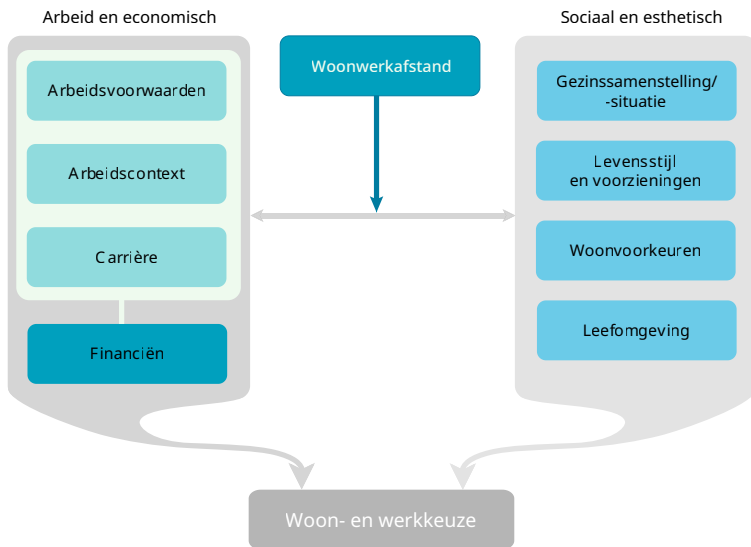 Arbeid en economisch
Sociaal en esthetisch
Woonwerkafstand
Arbeidsvoorwaarden
Arbeidscontext
Carrière
Financiën
Gezinssamenstelling/
-situatie
Levensstijl
en voorzieningen
Woonvoorkeuren
Leefomgeving
Woon- en werkkeuze